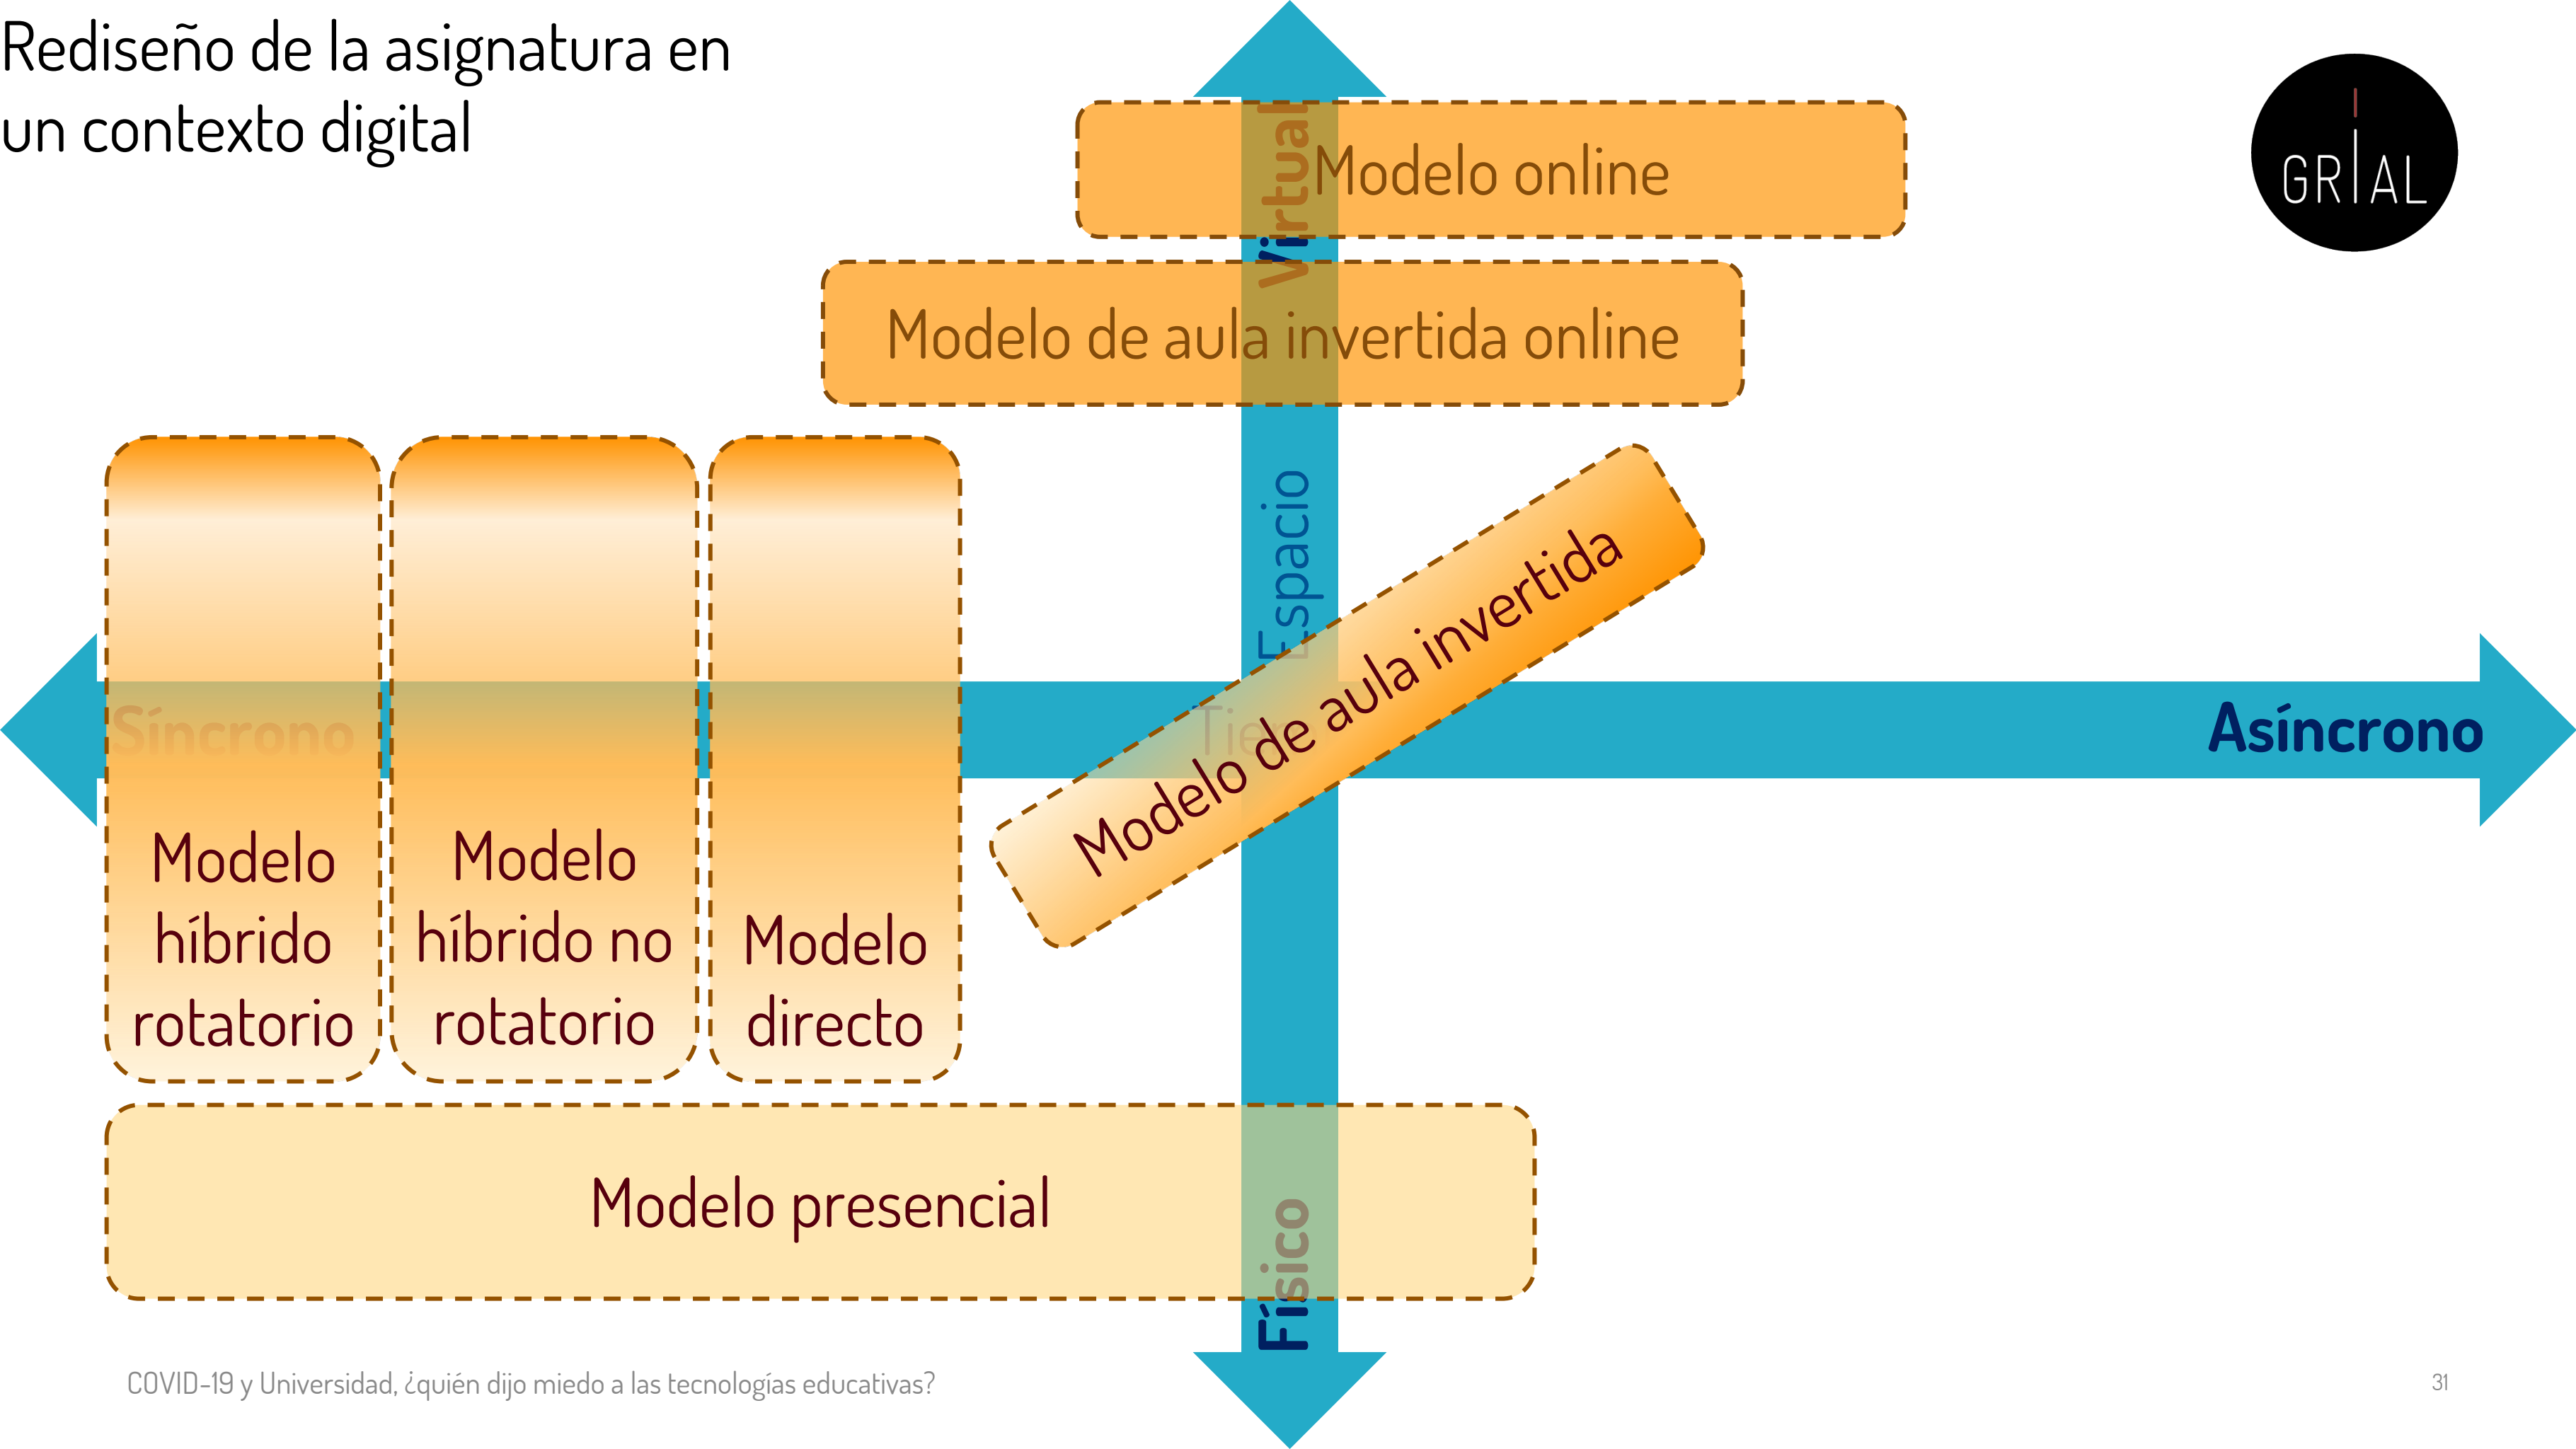 Rediseño de la asignatura en
un contexto digital
GRIAL
Virtual
Modelo online
Modelo de aula invertida online
Espacio
Modelo de aula invertida
Síncrono
Asíncrono
Modelo
híbrido
rotatorio
Modelo
híbrido no
rotatorio
Modelo
directo
Modelo presencial
Físico
COVID-19 y Universidad, ¿quién dijo miedo a las tecnologías educativas?
31